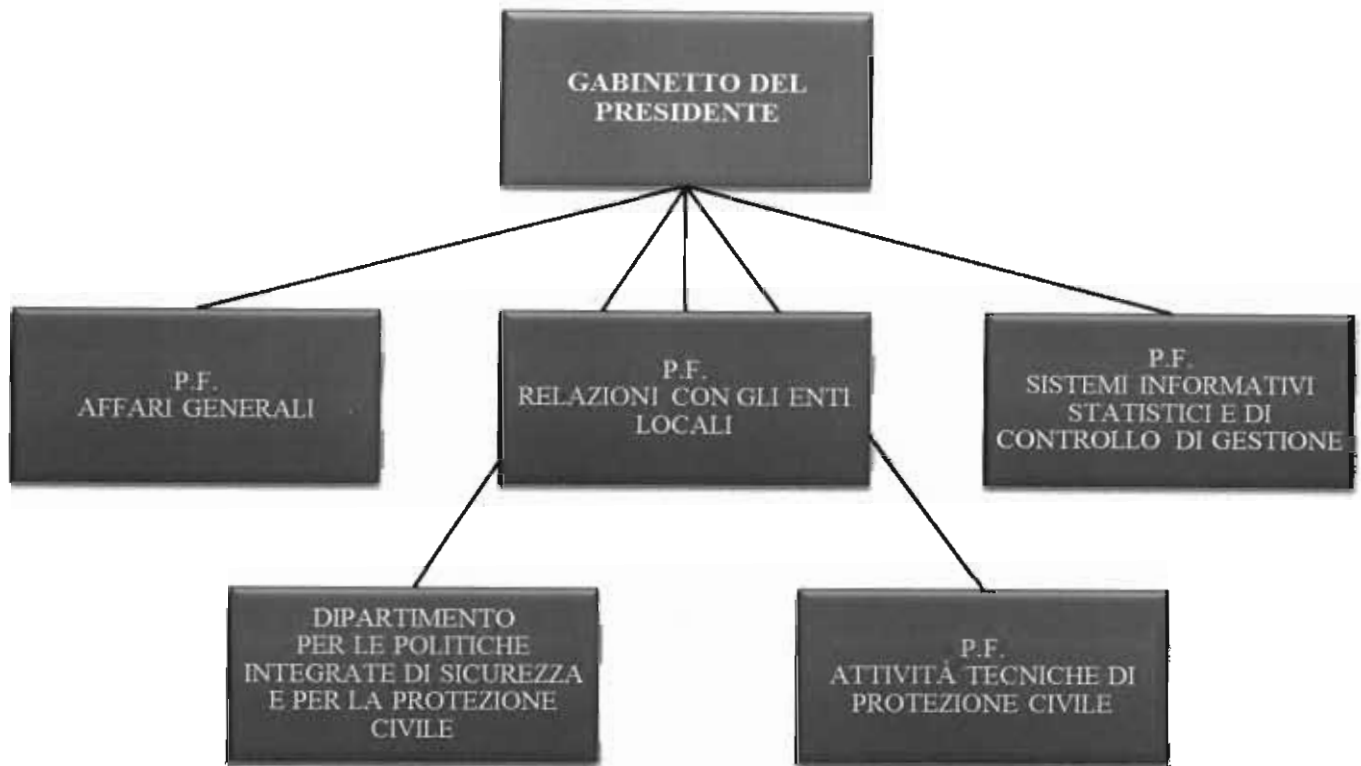 GABINETTO DEL
PRESIDENTE
P.F.
AFFARI GENERALI
P.F.
RELAZIONI CON GLI ENTI
LOCALI
P.F.
SISTEMI INFORMATIVI
STATISTICI E DI
CONTROLLO DI GESTIONE
DIPARTIMENTO
PER LE POLITICHE
INTEGRATE DI SICUREZZA
E PER LA PROTEZIONE
CIVILE
P.F.
ATTIVITÀ TECNICHE DI
PROTEZIONE CIVILE